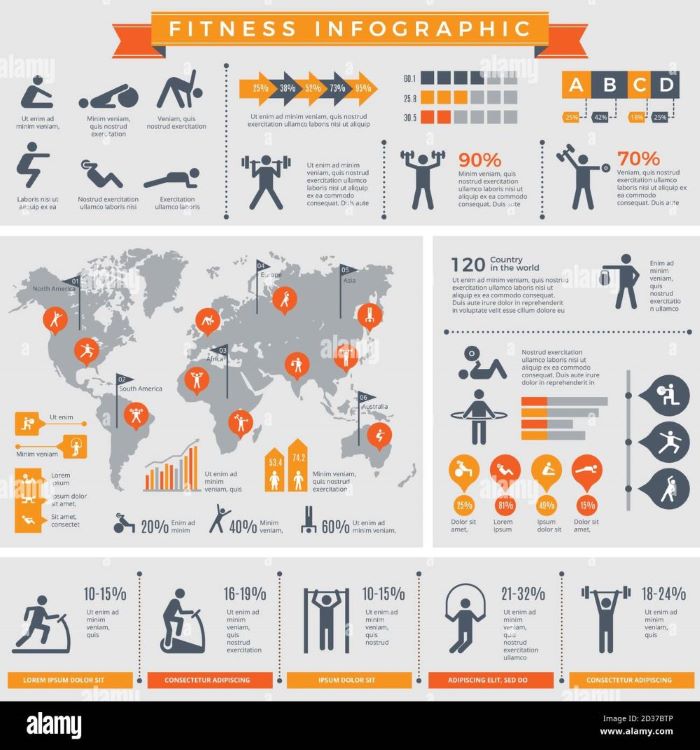 FITNESS INFOGRAPHIC
Ut enim ad
minim veniam,
Minim veniam,
quis nostrud
exercitation
Veniam, quis
nostrud exercitation
Laboris nisi ut
aliquip ex ea
Nostrud exercitation
ullamco laboris nisi
Exercitation
ullamco laboris
25% 38% 52% 73% 95%
Ut enim ad minim veniam, quis nostrud
exercitation ullamco laboris nisi ut aliquip
60.1
25.8
30.5
A B C D
25% 42% 18% 25%
Ut enim ad minim
veniam, quis nostrud
exercitation ullamco
laboris nisi ut aliquip
ex ea commodo
consequat. Duis aute
90%
Minim veniam, quis
nostrud exercitation
ullamco laboris nisi ut
aliquip ex ea commodo
consequat. Duis aute
70%
Veniam, quis nostrud
exercitation ullamco
laboris nisi ut aliquip ex
ea commodo
consequat. Duis aute
01
North America
02
South America
03
Africa
04
Europe
05
Asia
06
Australia
Ut enim
Minim veniam
Lorem
ipsum
Ipsum dolor
sit amet,
Sit amet,
consectet
Ut enim ad
minim
veniam, quis
53,4
74,2
Minim veniam,
quis nostrud
exercitation
20% Enim ad
minim
40% Minim
veniam,
60% Ut enim ad
minim veniam,
120 Country
in the world
Ut enim ad minim veniam, quis nostrud
exercitation ullamco laboris nisi ut
aliquip ex ea commodo consequat.
Duis aute irure dolor in reprehenderit
in voluptate velit esse cillum dolore eu
Enim ad
minim
veniam,
quis
nostrud
exercitatio
n ullamco
Nostrud exercitation
ullamco laboris nisi ut
aliquip ex ea commodo
consequat. Duis aute irure
dolor in reprehenderit in
25%
81%
49%
15%
Dolor sit
amet,
Lorem
ipsum
Ipsum
dolor sit
Dolor sit
amet,
10-15%
Ut enim ad
minim
veniam,
quis
16-19%
Ut enim ad
minim
veniam,
quis
nostrud
10-15%
Ut enim ad
minim
veniam,
quis
nostrud
21-32%
Ut enim ad
minim
veniam,
quis
nostrud
exercitation
ullamco
18-24%
Ut enim ad
minim
veniam,
quis
nostrud
LOREM IPSUM DOLOR SIT
CONSECTETUR ADIPISCING
IPSUM DOLOR SIT
ADIPISCING ELIT, SED DO
CONSECTETUR ADIPISCING
alamy
Image ID: 2D37BTP
www.alamy.com